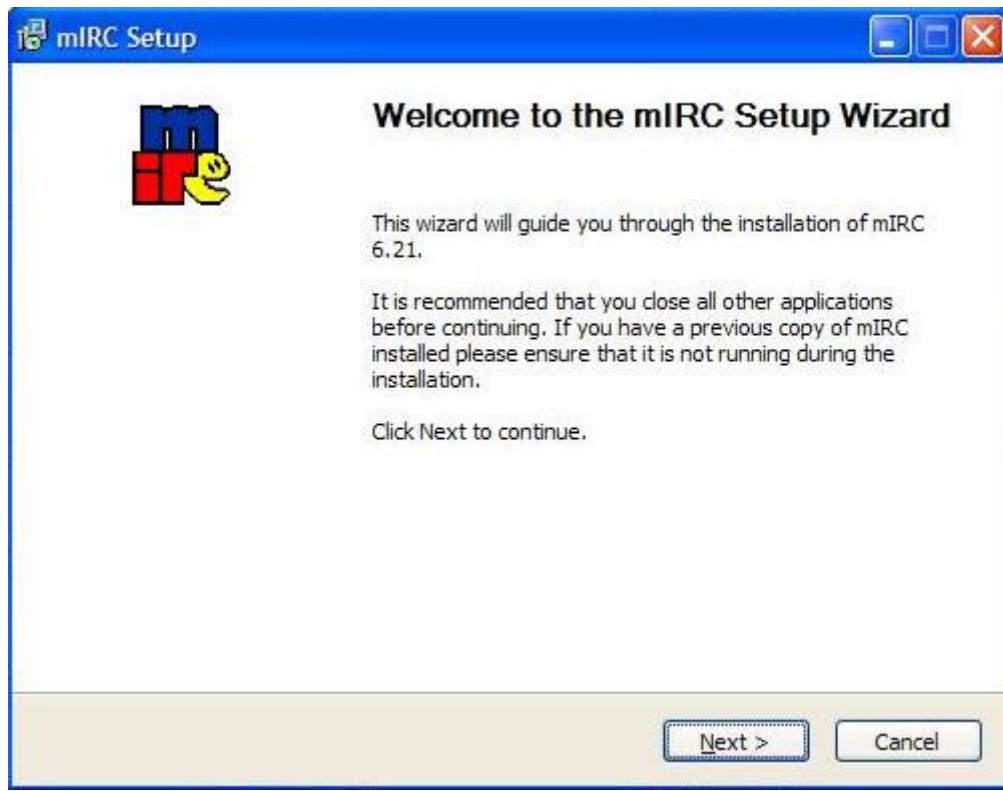 mIRC Setup
mirc
Welcome to the mIRC Setup Wizard
This wizard will guide you through the installation of mIRC
6.21.
It is recommended that you close all other applications
before continuing. If you have a previous copy of mIRC
installed please ensure that it is not running during the
installation.
Click Next to continue.
Next >
Cancel